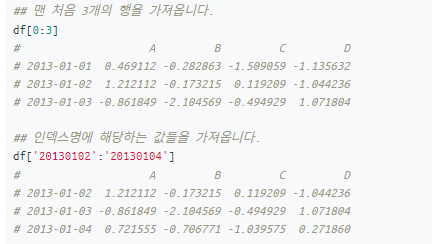 ## 맨 처음 3개의 행을 가져옵니다.
df[0:3]
#                    A         B         C         D
# 2013-01-01  0.469112 -0.282863 -1.509059 -1.135632
# 2013-01-02  1.212112 -0.173215  0.119209 -1.044236
# 2013-01-03 -0.861849 -2.104569 -0.494929  1.071804
## 인덱스명에 해당하는 값들을 가져옵니다.
df['20130102':'20130104']
#                    A         B         C         D
# 2013-01-02  1.212112 -0.173215  0.119209 -1.044236
# 2013-01-03 -0.861849 -2.104569 -0.494929  1.071804
# 2013-01-04  0.721555 -0.706771 -1.039575  0.271860